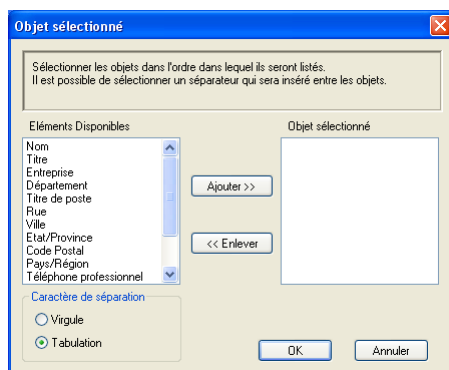 Objet sélectionné
Sélectionner les objets dans l'ordre dans lequel ils seront listés.
Il est possible de sélectionner un séparateur qui sera inséré entre les objets.
Eléments Disponibles
Objet sélectionné
Nom
Titre
Entreprise
Département
Titre de poste
Rue
Ville
Etat/Province
Code Postal
Pays/Région
Téléphone professionnel
Ajouter >>
<< Enlever
Caractère de séparation
Virgule
Tabulation
OK
Annuler